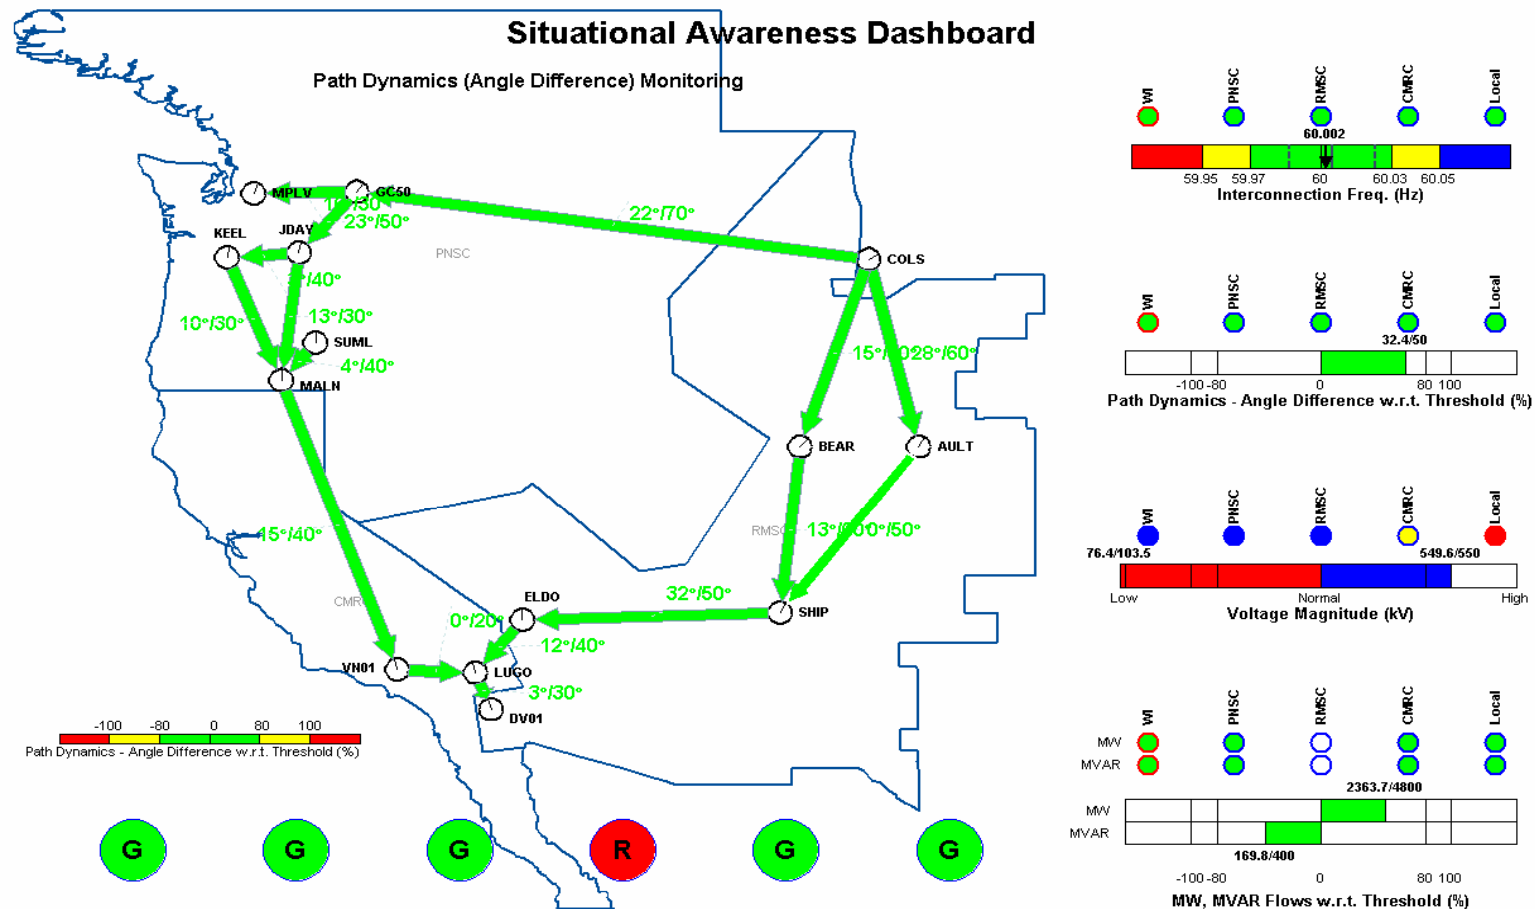 Situational Awareness Dashboard
Path Dynamics (Angle Difference) Monitoring
MPLV
GC50
23°/50°
22°/70°
KEEL
JDAY
PNSC
COLS
/40°
10°/30°
13°/30°
SUML
4°/40°
MALN
15°/
28°/60°
BEAR
AULT
15°/40°
RMSC
13°/
0°/50°
CMR
ELDO
32°/50°
SHIP
0°/20°
12°/40°
VN01
LUGO
3°/30°
DV01
-100 -80 0 80 100
Path Dynamics - Angle Difference w.r.t. Threshold (%)
G G G R G G
WI PNSC RMSC CMRC Local
60.002
59.95 59.97 60 60.03 60.05
Interconnection Freq. (Hz)
WI PNSC RMSC CMRC Local
32.4/50
-100 -80 0 80 100
Path Dynamics - Angle Difference w.r.t. Threshold (%)
WI PNSC RMSC CMRC Local
76.4/103.5 549.6/550
Low Normal High
Voltage Magnitude (kV)
WI PNSC RMSC CMRC Local
MW
MVAR
2363.7/4800
MW
MVAR
169.8/400
-100 -80 0 80 100
MW, MVAR Flows w.r.t. Threshold (%)